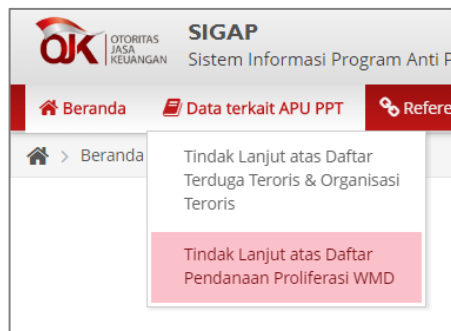 OJK OTORITAS JASA KEUANGAN
SIGAP
Sistem Informasi Program Anti P
Beranda
Data terkait APU PPT
Refere
> Beranda
Tindak Lanjut atas Daftar
Terduga Teroris & Organisasi
Teroris
Tindak Lanjut atas Daftar
Pendanaan Proliferasi WMD